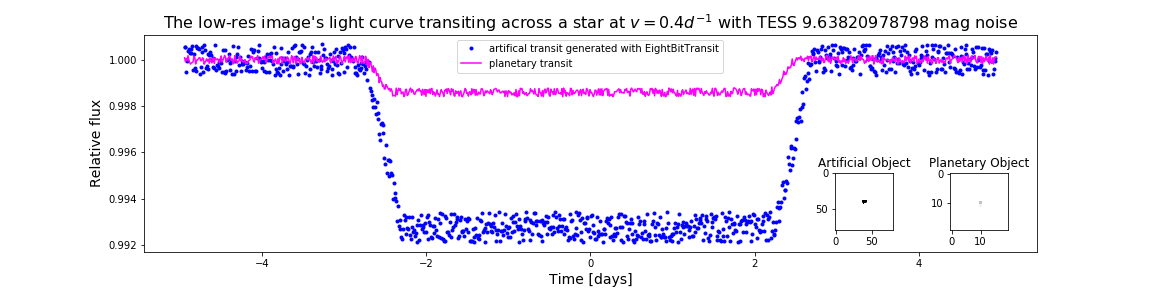 The low-res image's light curve transiting across a star at v = 0.4d⁻¹ with TESS 9.63820978798 mag noise
artifical transit generated with EightBitTransit
planetary transit
Relative flux
1.000
0.998
0.996
0.994
0.992
Artificial Object
0
50
0
50
Planetary Object
0
10
0
10
−4
−2
0
2
4
Time [days]